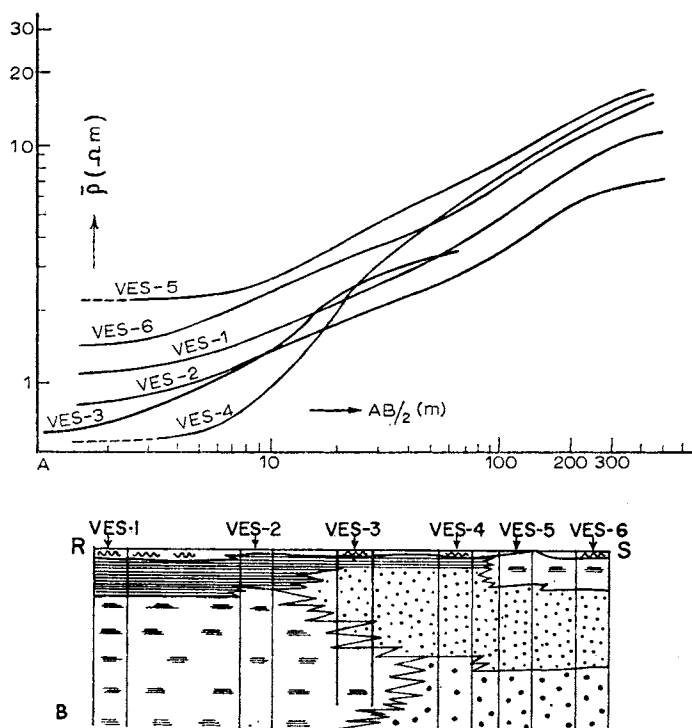 30
20
10
1
ρ̄ (Ωm)
VES-5
VES-6
VES-1
VES-2
VES-3
VES-4
AB/2 (m)
A
10
100 200 300
VES·1 VES-2 VES-3 VES-4 VES-5 VES-6
R S
B